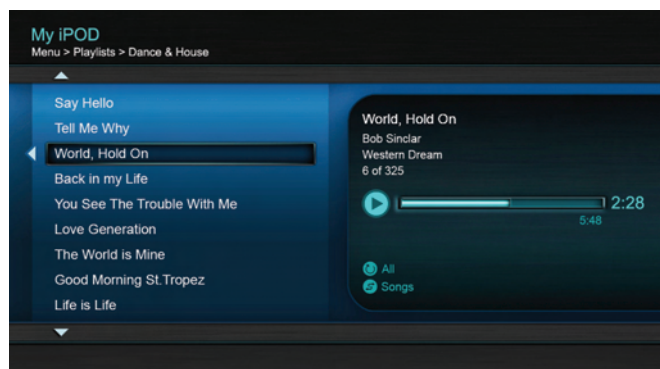 My iPOD
Menu > Playlists > Dance & House
Say Hello
Tell Me Why
World, Hold On
Back in my Life
You See The Trouble With Me
Love Generation
The World is Mine
Good Morning St.Tropez
Life is Life
World, Hold On
Bob Sinclar
Western Dream
6 of 325
2:28
5:48
All
Songs